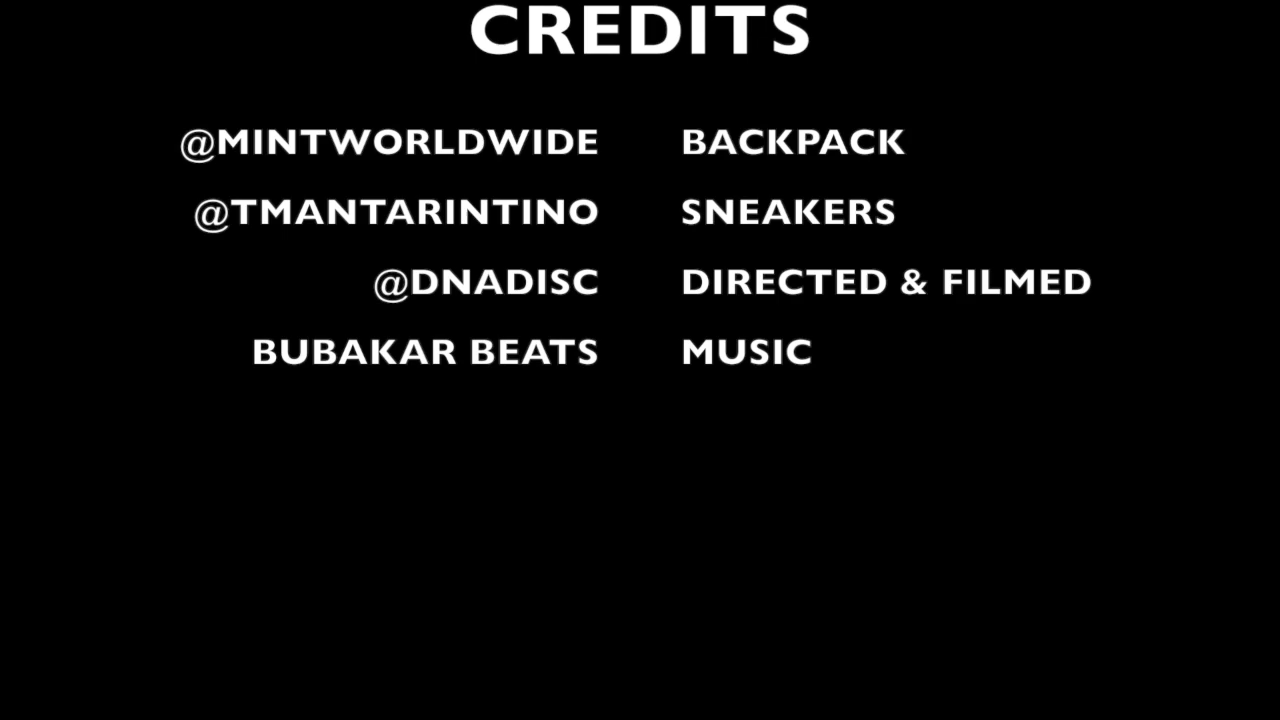 CREDITS
@MINTWORLDWIDE BACKPACK
@TMANTARINTINO SNEAKERS
@DNADISC DIRECTED & FILMED
BUBAKAR BEATS MUSIC